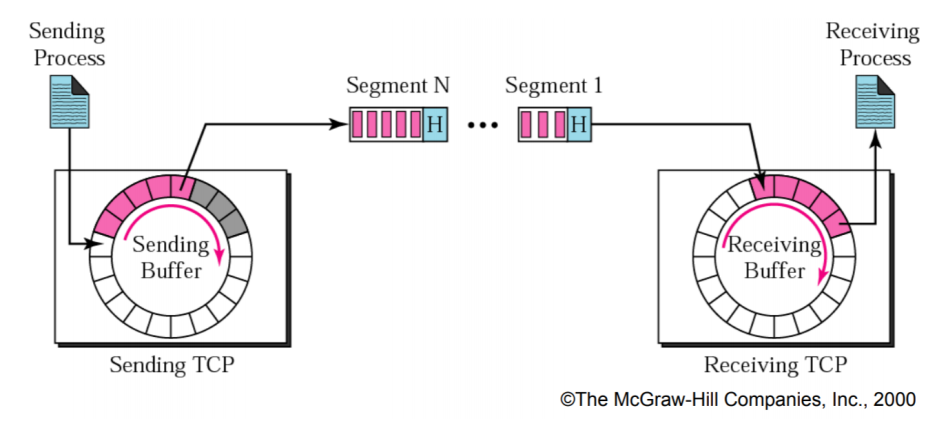 Sending
Process
Receiving
Process
Segment N
Segment 1
H
•••
H
Sending
Buffer
Receiving
Buffer
Sending TCP
Receiving TCP
©The McGraw-Hill Companies, Inc., 2000